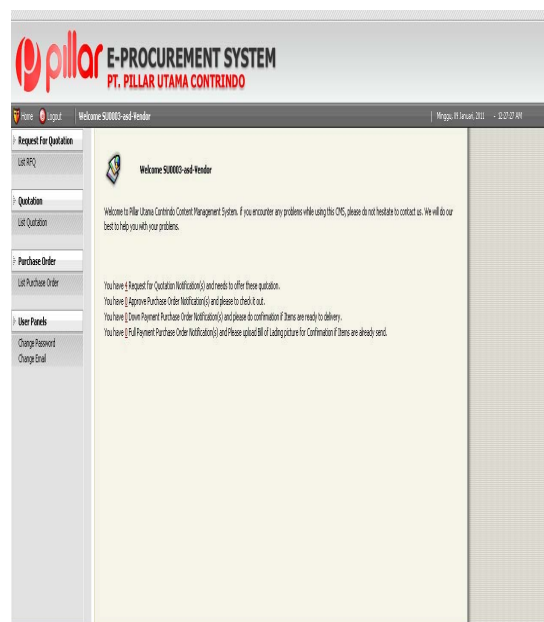 pillar E-PROCUREMENT SYSTEM
PT. PILLAR UTAMA CONTRINDO
Home Logout Welcome SU0003-asd-Vendor | Minggu, 09 Januari, 2011 - 12:27:27 AM
Request For Quotation
List RFQ
Quotation
List Quotation
Purchase Order
List Purchase Order
User Panels
Change Password
Change Email
Welcome SU0003-asd-Vendor
Welcome to Pillar Utama Contrindo Content Management System. if you encounter any problems while using this CMS, please do not hesitate to contact us. We will do our
best to help you with your problems.
You have 4 Request for Quotation Notification(s) and needs to offer these quotation.
You have 0 Approve Purchase Order Notification(s) and please to check it out.
You have 0 Down Payment Purchase Order Notification(s) and please do confirmation if Items are ready to delivery.
You have 0 Full Payment Purchase Order Notification(s) and Please upload Bill of Lading picture for Confirmation if Items are already send.